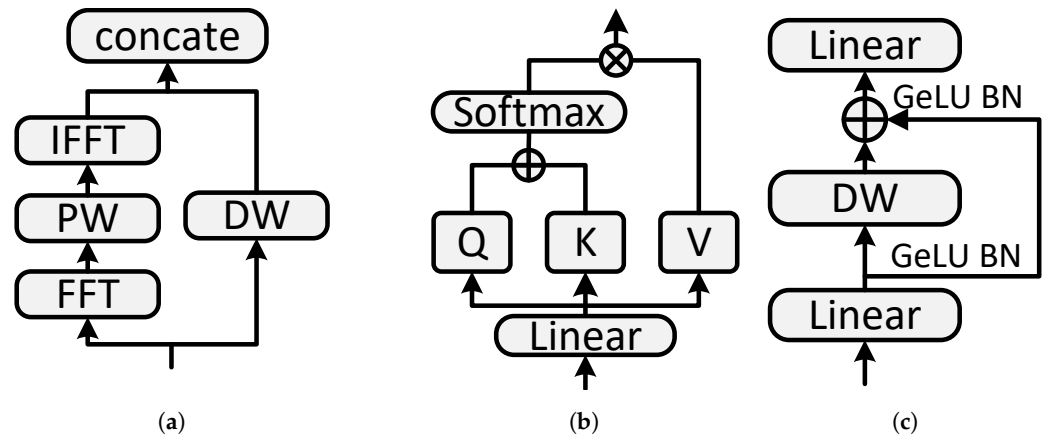 concate
IFFT
PW
FFT
DW
(a)
Softmax
Q K V
Linear
(b)
Linear
GeLU BN
DW
GeLU BN
Linear
(c)